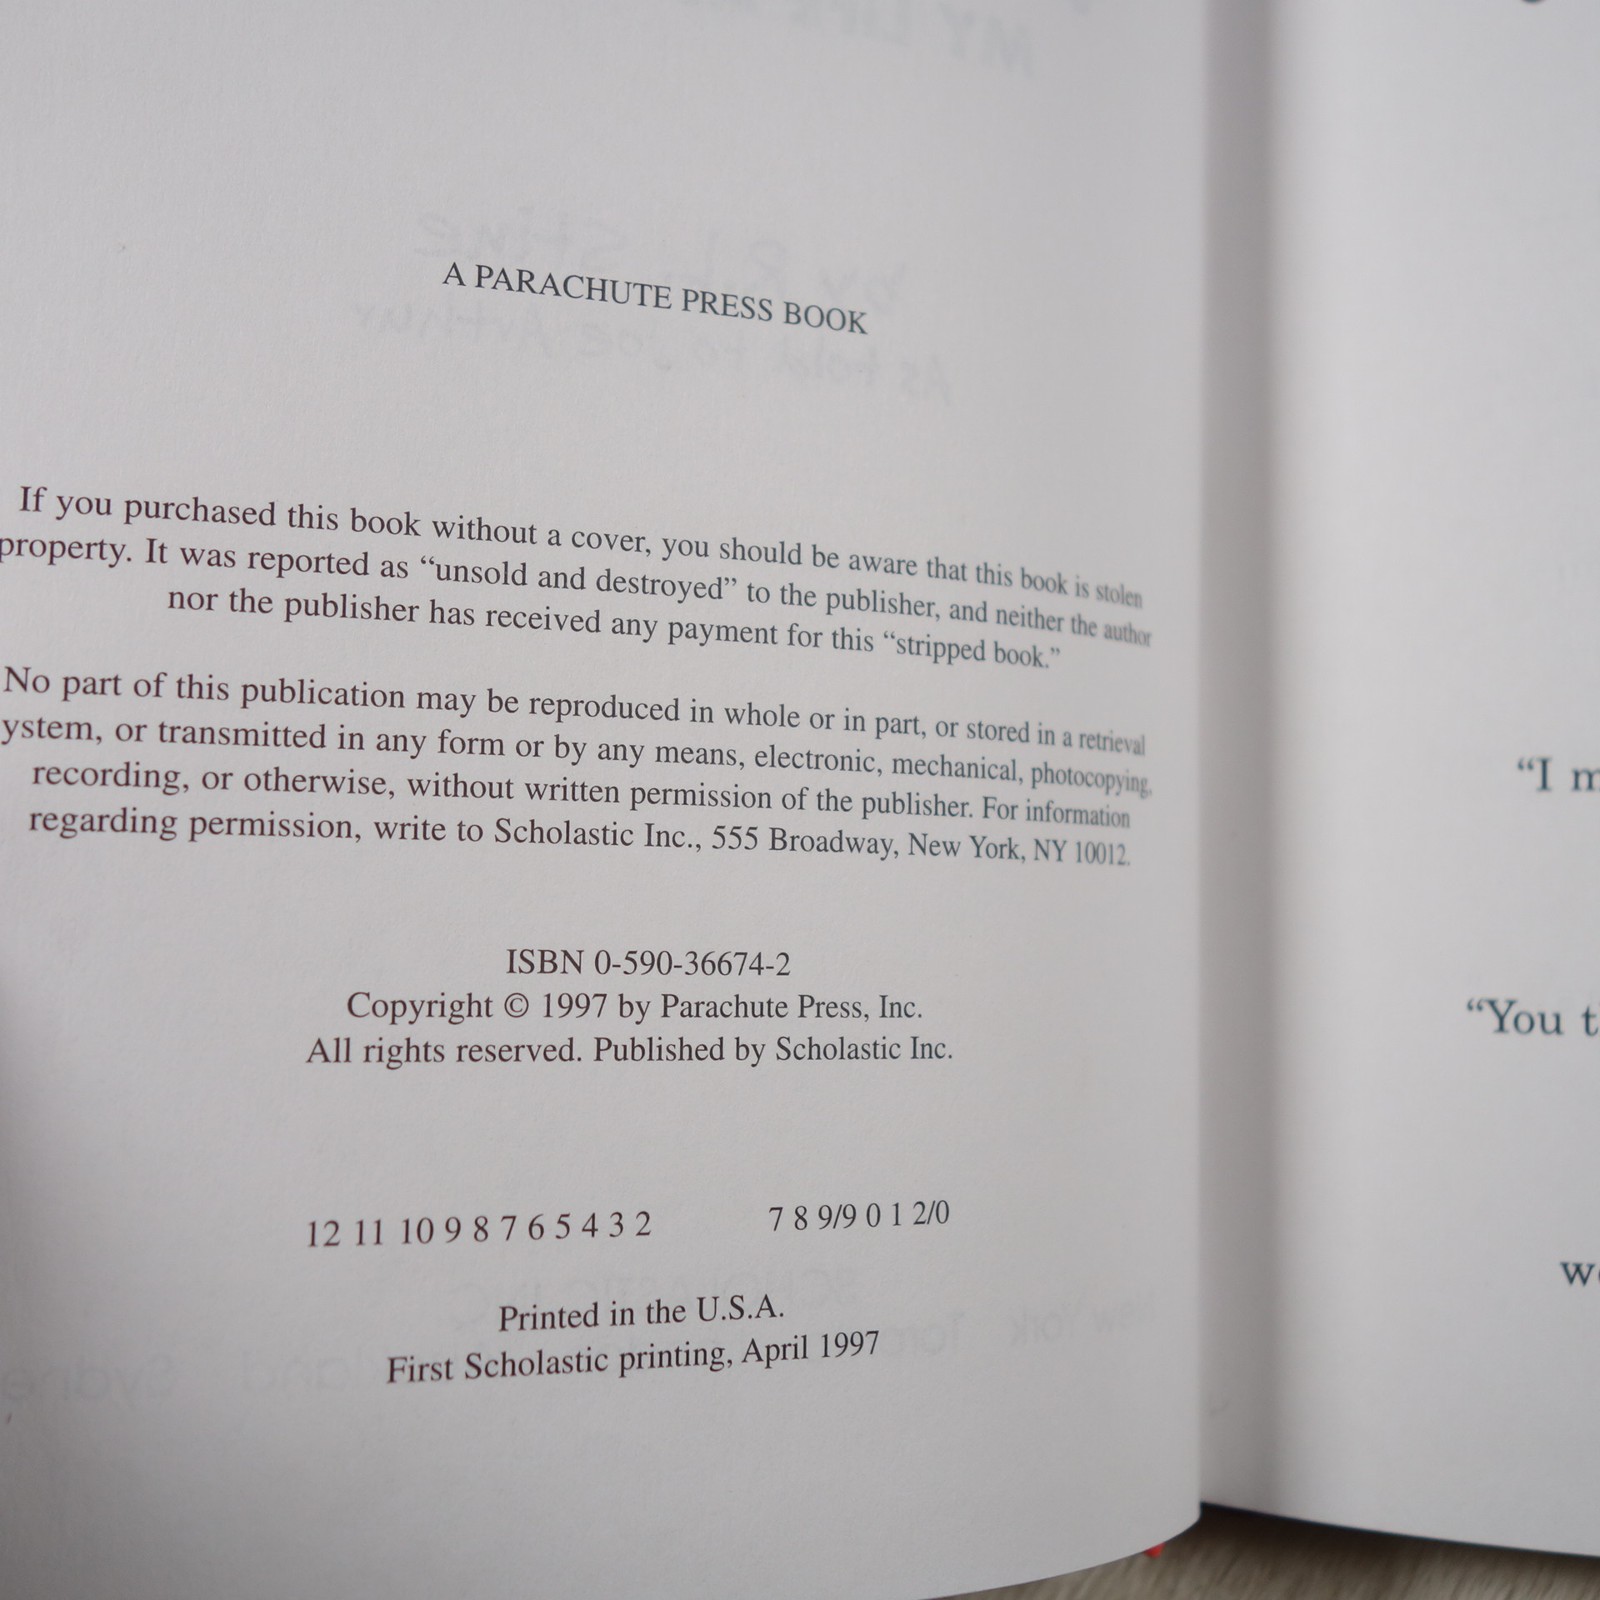 A PARACHUTE PRESS BOOK
If you purchased this book without a cover, you should be aware that this book is stolen
property. It was reported as “unsold and destroyed” to the publisher, and neither the author
nor the publisher has received any payment for this “stripped book.”
No part of this publication may be reproduced in whole or in part, or stored in a retrieval
ystem, or transmitted in any form or by any means, electronic, mechanical, photocopying,
recording, or otherwise, without written permission of the publisher. For information
regarding permission, write to Scholastic Inc., 555 Broadway, New York, NY 10012.
ISBN 0-590-36674-2
Copyright © 1997 by Parachute Press, Inc.
All rights reserved. Published by Scholastic Inc.
12 11 10 9 8 7 6 5 4 3 2 7 8 9/9 0 1 2/0
Printed in the U.S.A.
First Scholastic printing, April 1997
“I m
“You t
w